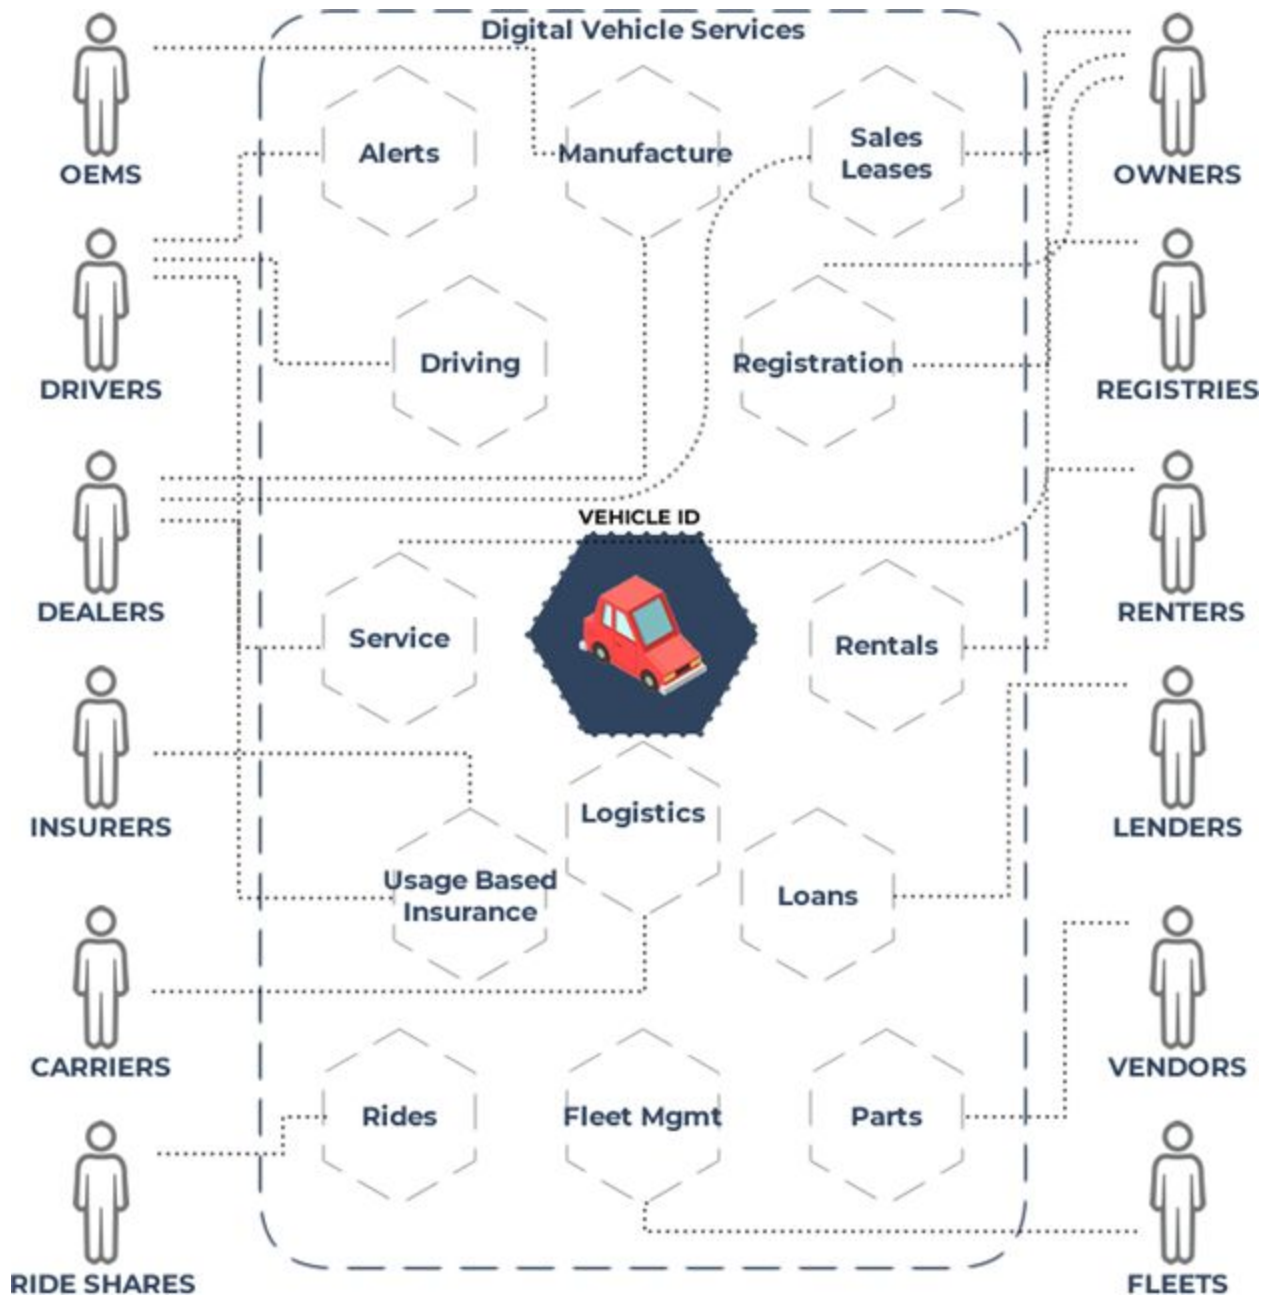 Digital Vehicle Services
OEMS
Alerts
Manufacture
Sales
Leases
OWNERS
DRIVERS
Driving
Registration
REGISTRIES
DEALERS
VEHICLE ID
Service
Rentals
RENTERS
INSURERS
Logistics
LENDERS
Usage Based
Insurance
Loans
CARRIERS
VENDORS
Rides
Fleet Mgmt
Parts
RIDE SHARES
FLEETS